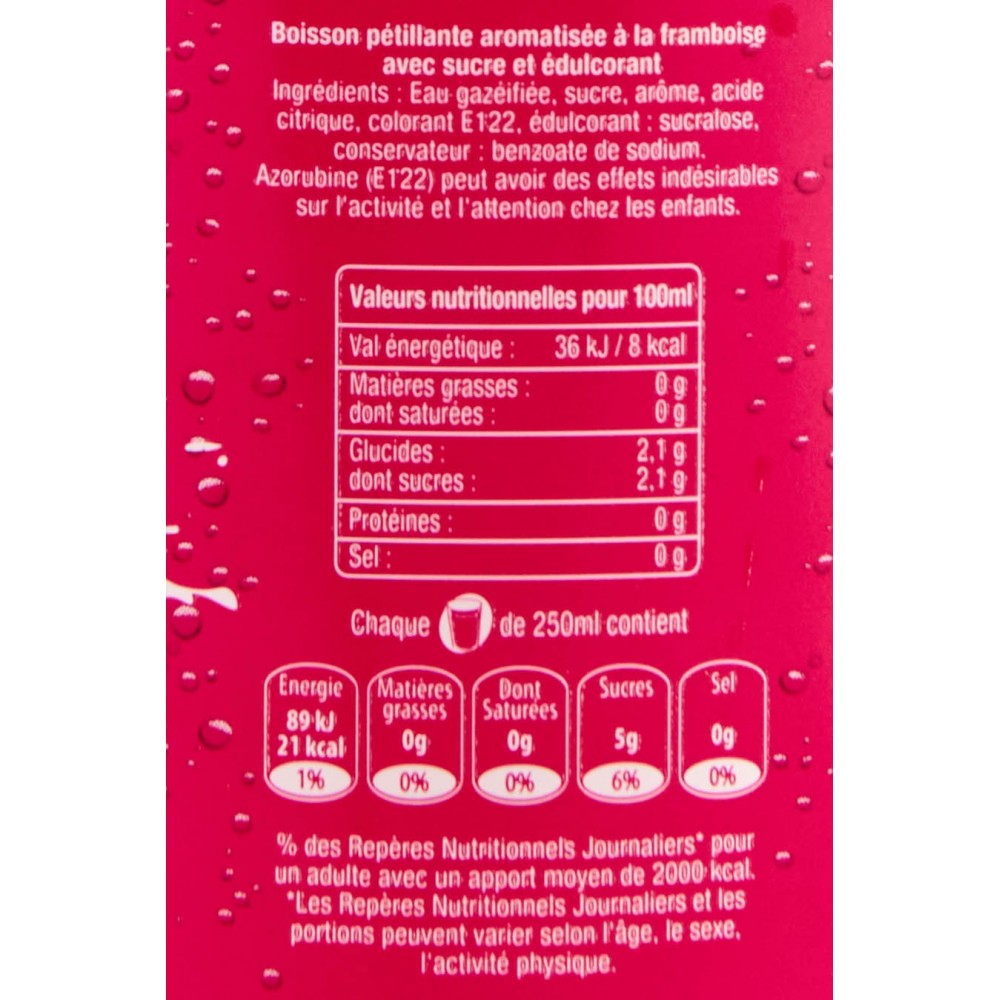 Boisson pétillante aromatisée à la framboise
avec sucre et édulcorant
Ingrédients : Eau gazéifiée, sucre, arôme, acide
citrique, colorant E122, édulcorant : sucralose,
conservateur : benzoate de sodium.
Azorubine (E122) peut avoir des effets indésirables
sur l'activité et l'attention chez les enfants.
Valeurs nutritionnelles pour 100ml
Val énergétique : 36 kJ / 8 kcal
Matières grasses : 0 g
dont saturées : 0 g
Glucides : 2,1 g
dont sucres : 2,1 g
Protéines : 0 g
Sel : 0 g
Chaque de 250ml contient
Energie Matières grasses Dont Saturées Sucres Sel
89 kJ
21 kcal 0g 0g 5g 0g
1% 0% 0% 6% 0%
% des Repères Nutritionnels Journaliers* pour
un adulte avec un apport moyen de 2000 kcal.
*Les Repères Nutritionnels Journaliers et les
portions peuvent varier selon l'âge, le sexe,
l'activité physique.